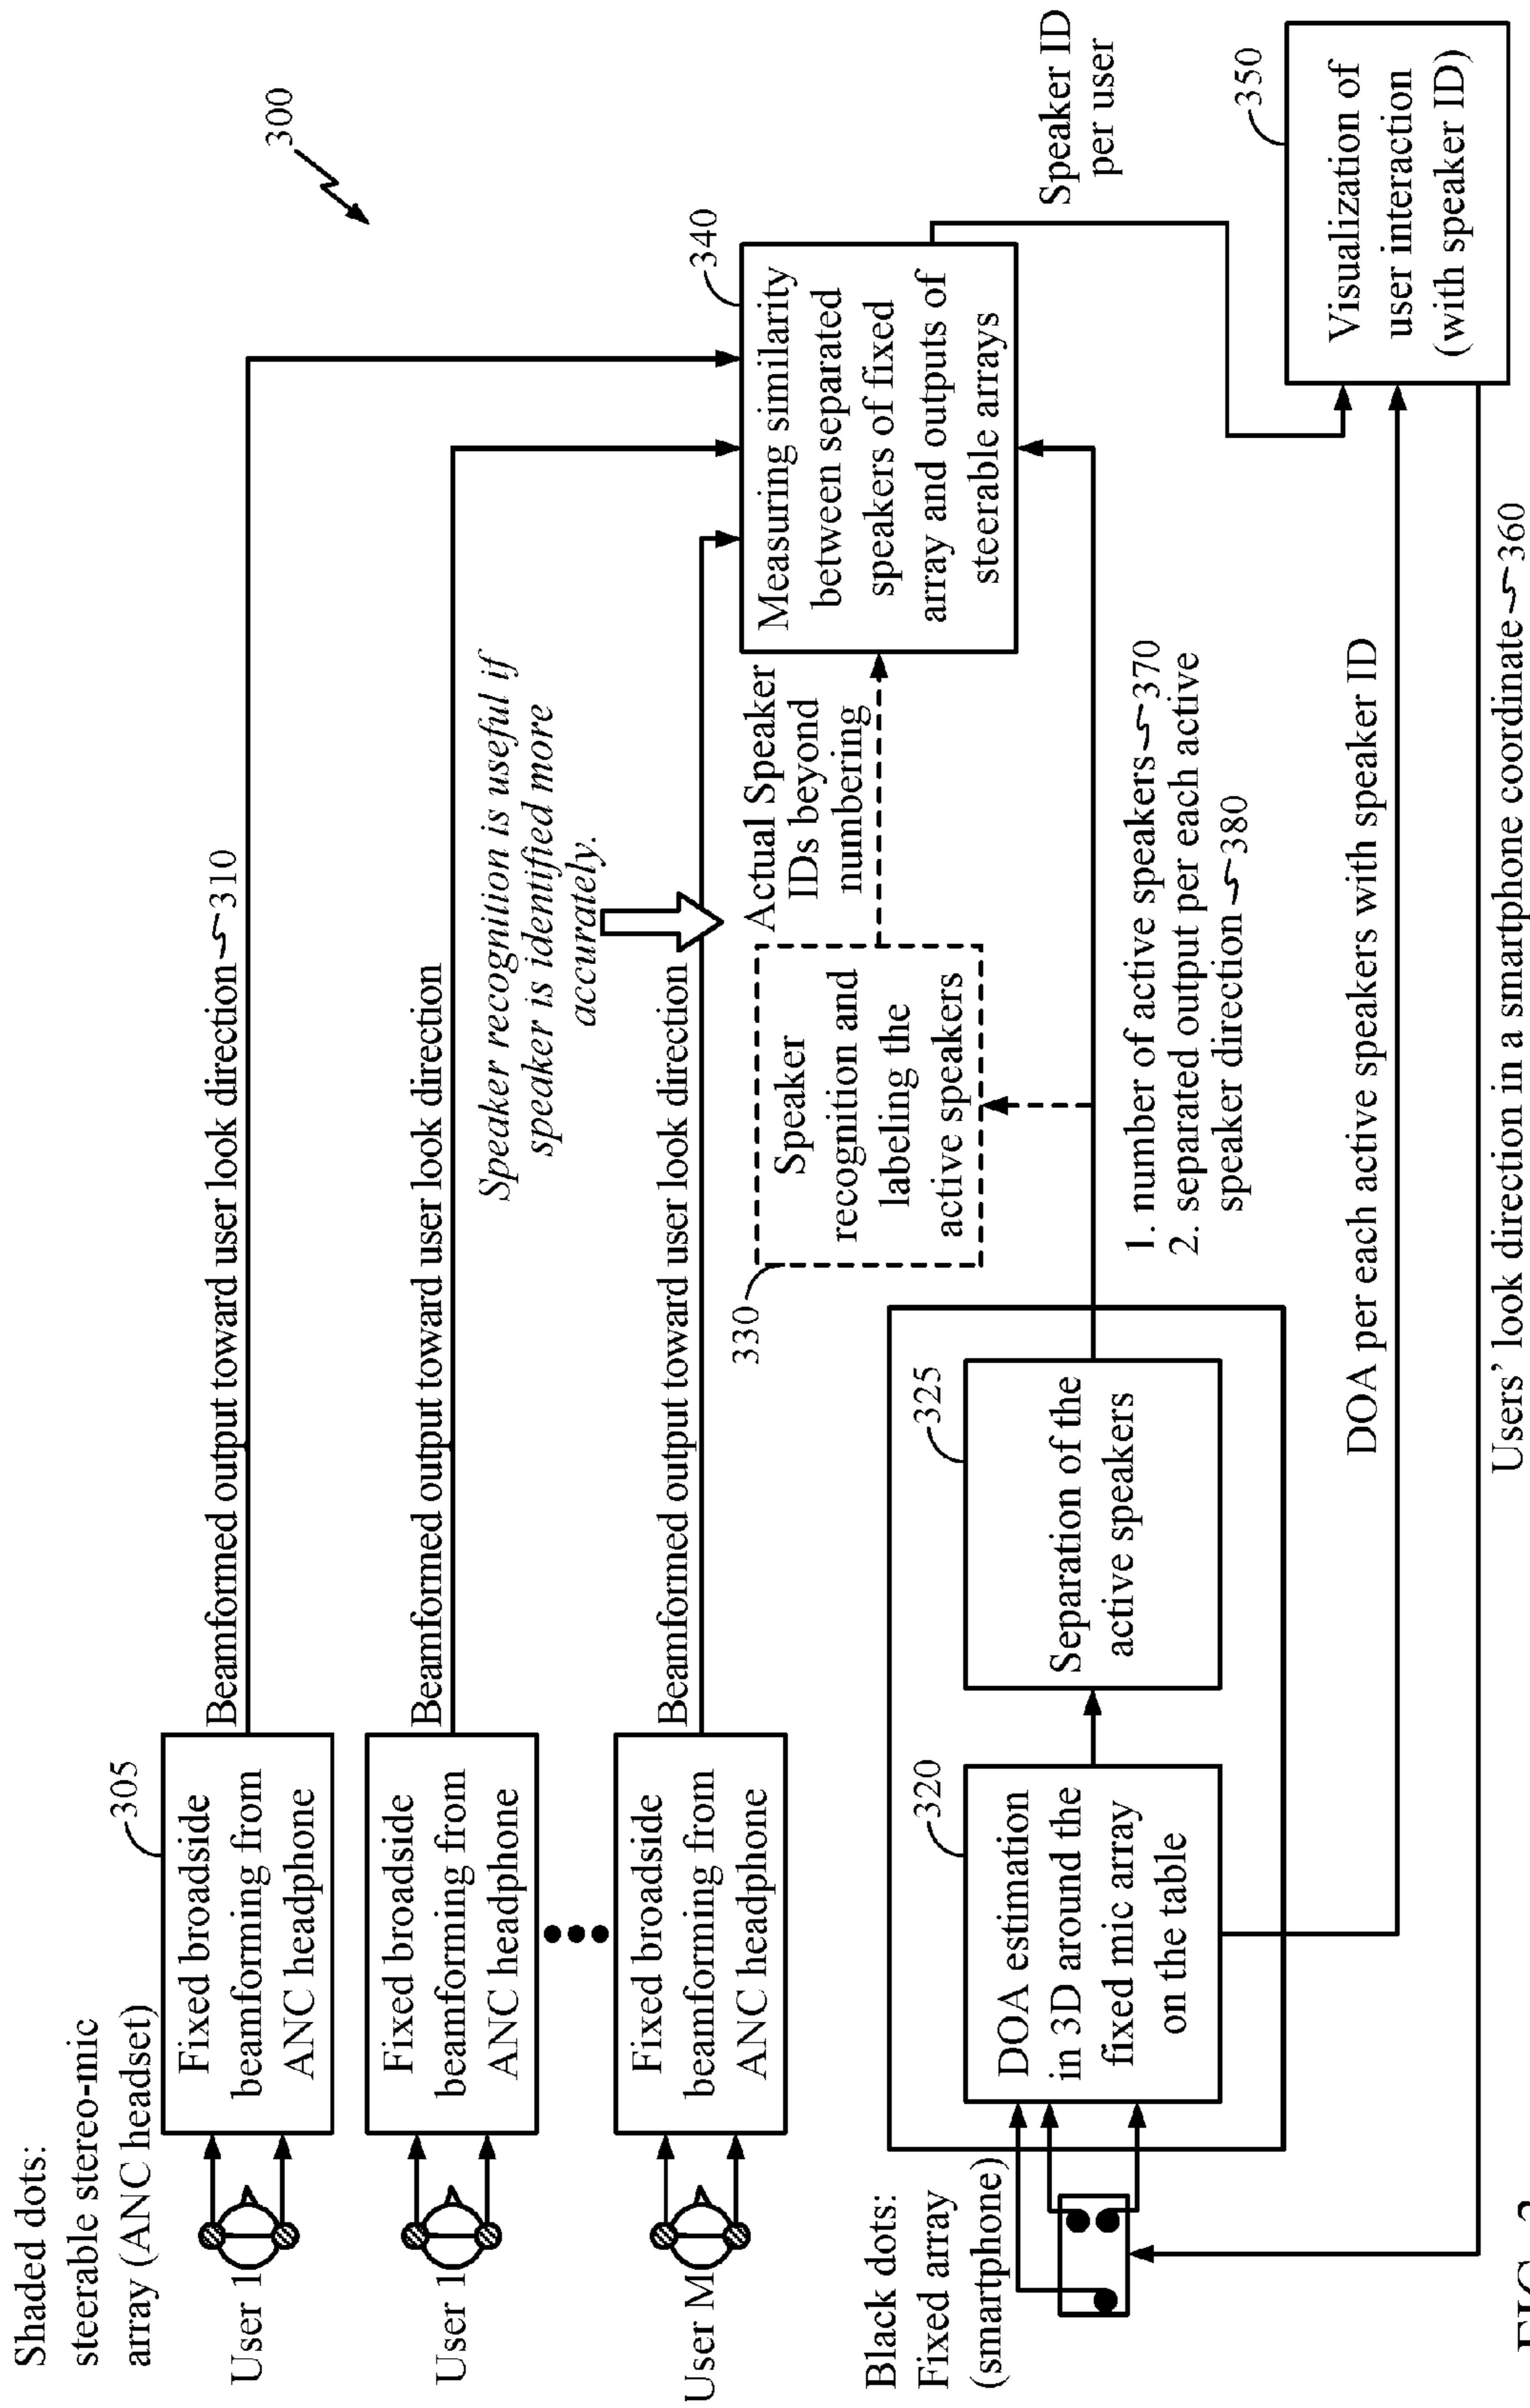 300
Shaded dots:
steerable stereo-mic
array (ANC headset)
User 1
305
Fixed broadside
beamforming from
ANC headphone
Beamformed output toward user look direction 310
User 1
Fixed broadside
beamforming from
ANC headphone
Beamformed output toward user look direction
Speaker recognition is useful if
speaker is identified more
accurately.
User M
Fixed broadside
beamforming from
ANC headphone
Beamformed output toward user look direction
330
Speaker
recognition and
labeling the
active speakers
Actual Speaker
IDs beyond
numbering
340
Measuring similarity
between separated
speakers of fixed
array and outputs of
steerable arrays
Speaker ID
per user
Black dots:
Fixed array
(smartphone)
320
DOA estimation
in 3D around the
fixed mic array
on the table
325
Separation of the
active speakers
1. number of active speakers 370
2. separated output per each active
speaker direction 380
350
Visualization of
user interaction
(with speaker ID)
DOA per each active speakers with speaker ID
Users’ look direction in a smartphone coordinate 360